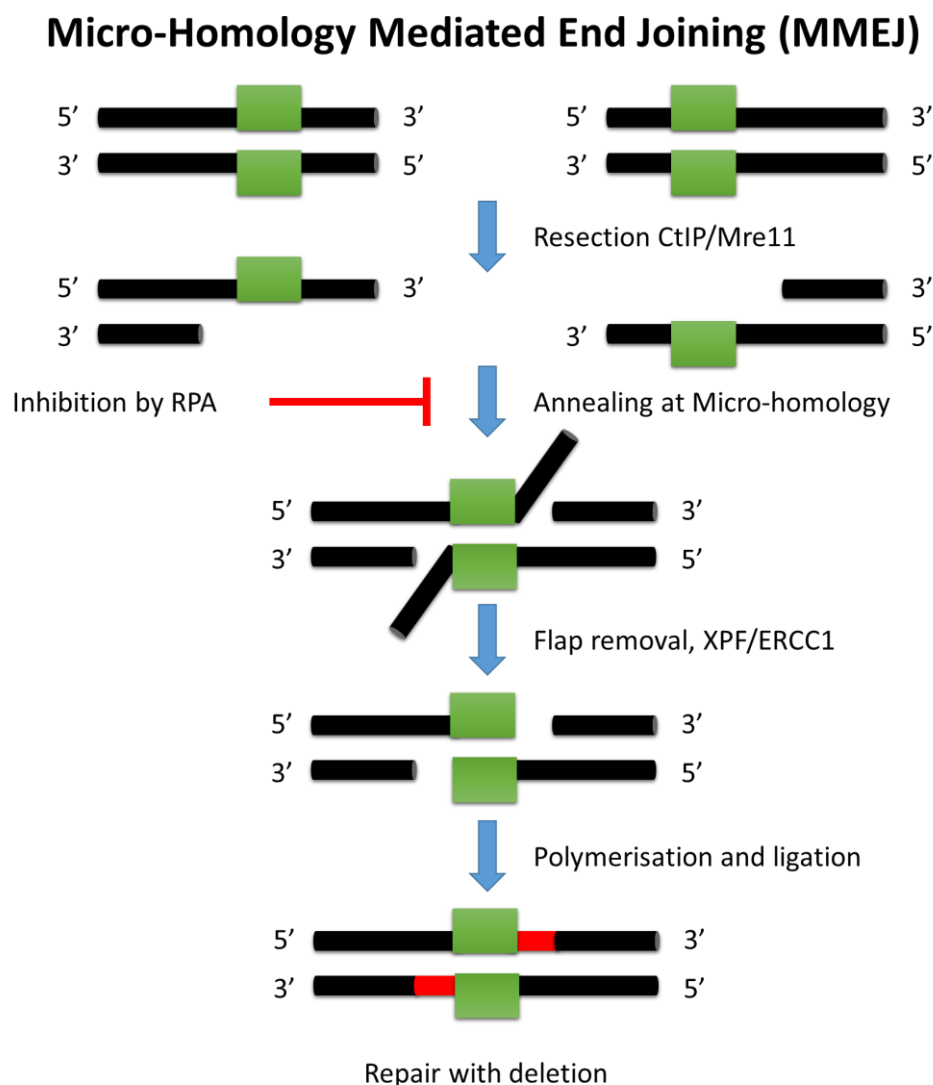 Micro-Homology Mediated End Joining (MMEJ)
5’ 3’ 5’ 3’
3’ 5’ 3’ 5’
Resection CtIP/Mre11
5’ 3’ 3’
3’ 3’ 5’
Inhibition by RPA Annealing at Micro-homology
5’ 3’
3’ 5’
Flap removal, XPF/ERCC1
5’ 3’
3’ 5’
Polymerisation and ligation
5’ 3’
3’ 5’
Repair with deletion